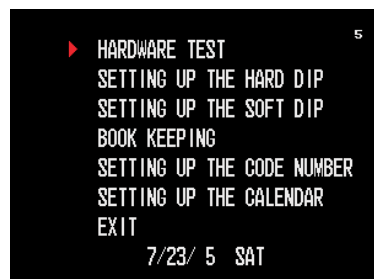 5
HARDWARE TEST
SETTING UP THE HARD DIP
SETTING UP THE SOFT DIP
BOOK KEEPING
SETTING UP THE CODE NUMBER
SETTING UP THE CALENDAR
EXIT
7/23/ 5 SAT